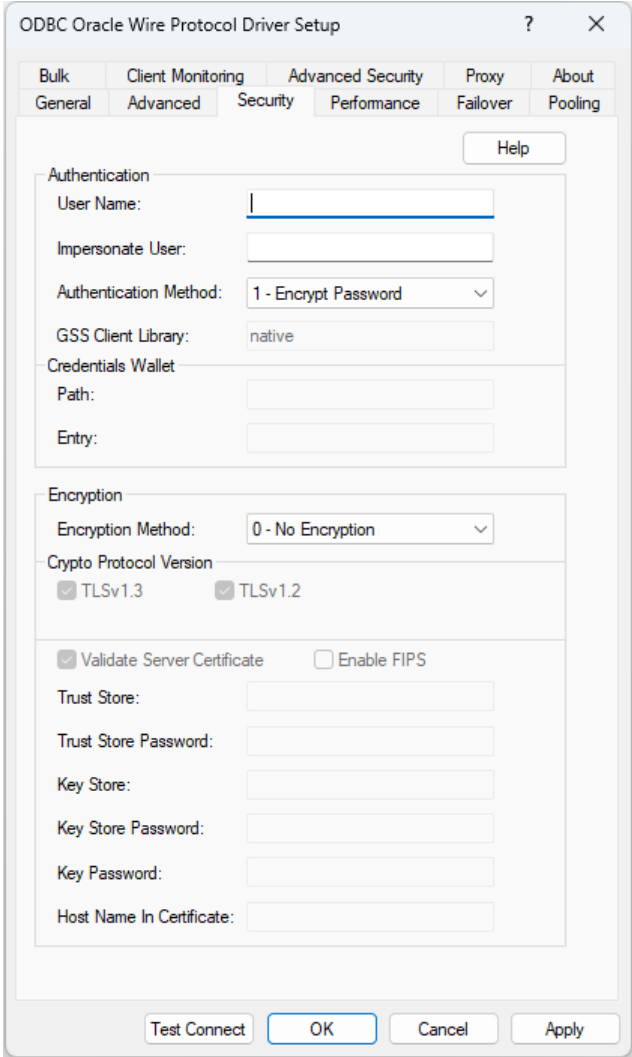 ODBC Oracle Wire Protocol Driver Setup ?
Bulk Client Monitoring Advanced Security Proxy About
General Advanced Security Performance Failover Pooling
Help
Authentication
User Name:
Impersonate User:
Authentication Method: 1 - Encrypt Password
GSS Client Library: native
Credentials Wallet
Path:
Entry:
Encryption
Encryption Method: 0 - No Encryption
Crypto Protocol Version
TLSv1.3 TLSv1.2
Validate Server Certificate Enable FIPS
Trust Store:
Trust Store Password:
Key Store:
Key Store Password:
Key Password:
Host Name In Certificate:
Test Connect OK Cancel Apply